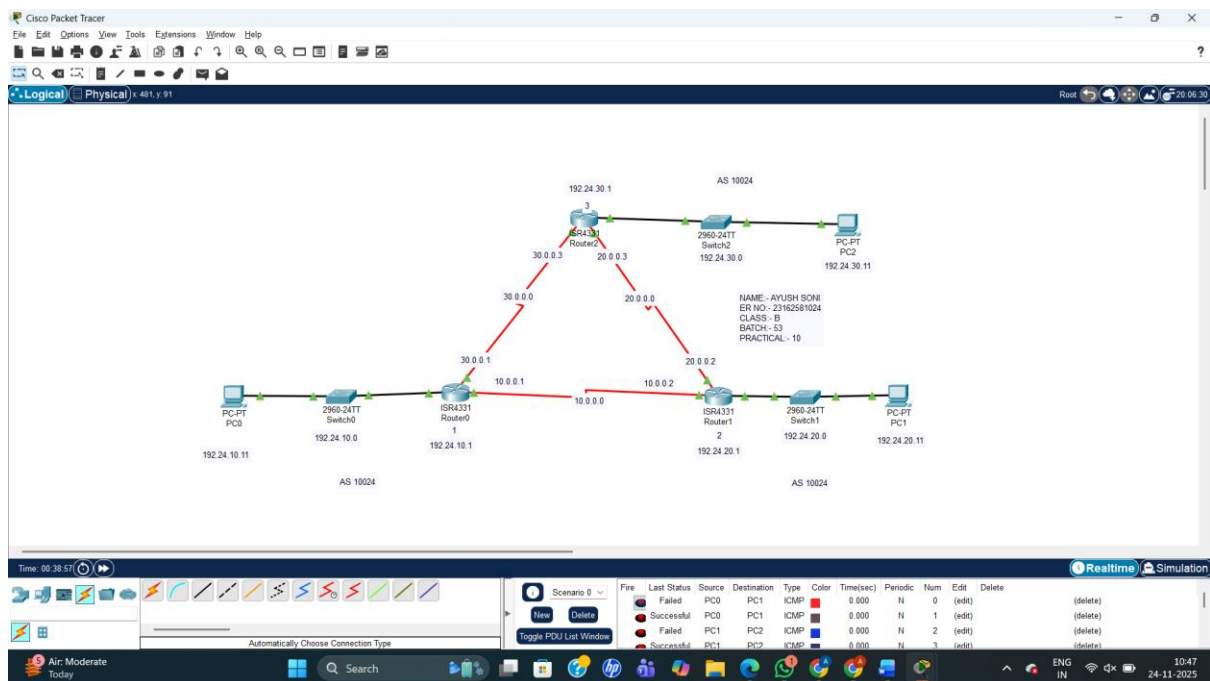 Cisco Packet Tracer
File Edit Options View Tools Extensions Window Help
?
Logical Physical x: 481, y: 91 Root 20:06:30
AS 10024
192.24.30.1
3
ISR4331
Router2
2960-24TT
Switch2
192.24.30.0
PC-PT
PC2
192.24.30.11
30.0.0.3 20.0.0.3
30.0.0.0 20.0.0.0
NAME:- AYUSH SONI
ER NO:- 23162581024
CLASS:- B
BATCH:- 53
PRACTICAL:- 10
30.0.0.1 20.0.0.2
10.0.0.1 10.0.0.2
10.0.0.0
PC-PT
PC0
192.24.10.11
2960-24TT
Switch0
192.24.10.0
ISR4331
Router0
1
192.24.10.1
ISR4331
Router1
2
192.24.20.1
2960-24TT
Switch1
192.24.20.0
PC-PT
PC1
192.24.20.11
AS 10024
AS 10024
Time: 00:38:57 Realtime Simulation
Scenario 0
New Delete
Toggle PDU List Window
Automatically Choose Connection Type
Fire Last Status Source Destination Type Color Time(sec) Periodic Num Edit Delete
Failed PC0 PC1 ICMP 0.000 N 0 (edit) (delete)
Successful PC0 PC1 ICMP 0.000 N 1 (edit) (delete)
Failed PC1 PC2 ICMP 0.000 N 2 (edit) (delete)
Successful PC1 PC2 ICMP 0.000 N 3 (edit) (delete)
5 Air: Moderate
Today
Search
ENG
IN
10:47
24-11-2025